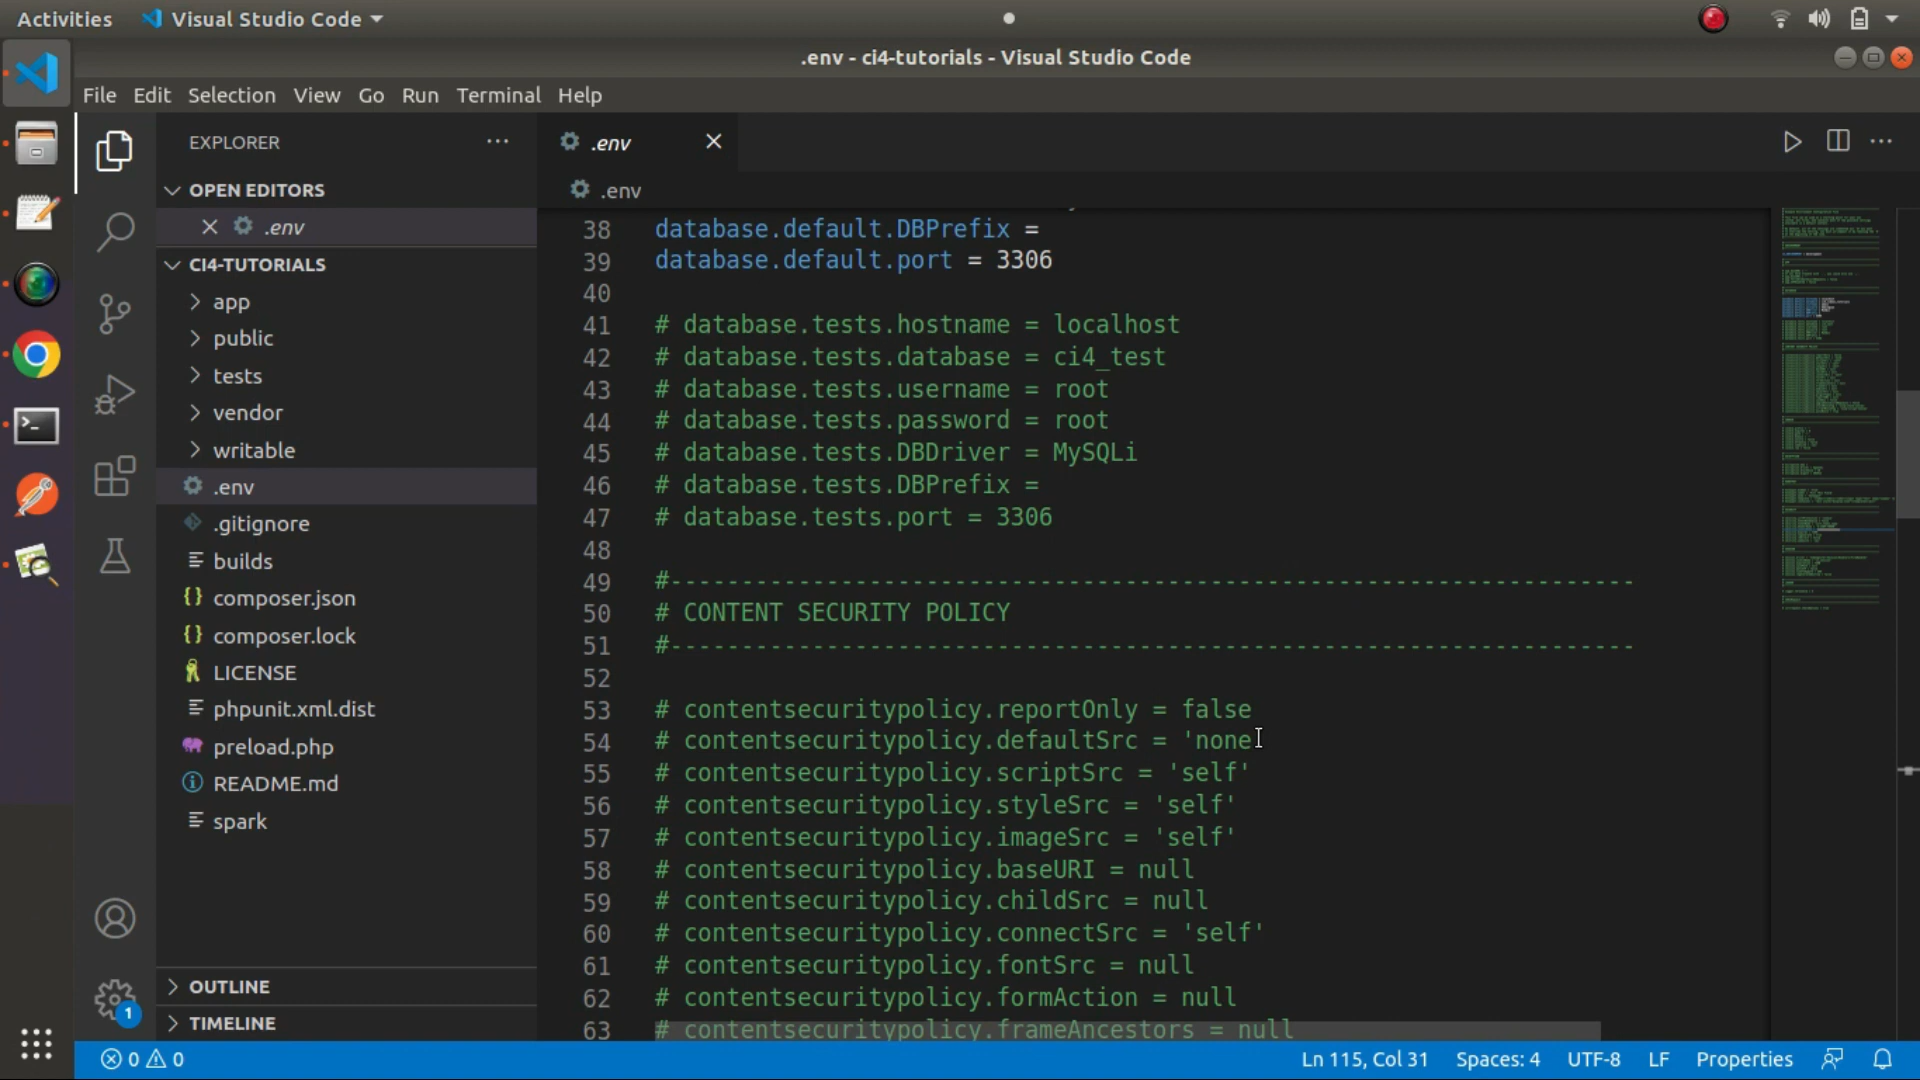 Activities Visual Studio Code
.env - ci4-tutorials - Visual Studio Code
File Edit Selection View Go Run Terminal Help
EXPLORER
OPEN EDITORS
.env
CI4-TUTORIALS
app
public
tests
vendor
writable
.env
.gitignore
builds
composer.json
composer.lock
LICENSE
phpunit.xml.dist
preload.php
README.md
spark
OUTLINE
TIMELINE
1
.env
.env
38 database.default.DBPrefix =
39 database.default.port = 3306
40
41 # database.tests.hostname = localhost
42 # database.tests.database = ci4_test
43 # database.tests.username = root
44 # database.tests.password = root
45 # database.tests.DBDriver = MySQLi
46 # database.tests.DBPrefix =
47 # database.tests.port = 3306
48
49 #--------------------------------------------------------------------
50 # CONTENT SECURITY POLICY
51 #--------------------------------------------------------------------
52
53 # contentsecuritypolicy.reportOnly = false
54 # contentsecuritypolicy.defaultSrc = 'none
55 # contentsecuritypolicy.scriptSrc = 'self'
56 # contentsecuritypolicy.styleSrc = 'self'
57 # contentsecuritypolicy.imageSrc = 'self'
58 # contentsecuritypolicy.baseURI = null
59 # contentsecuritypolicy.childSrc = null
60 # contentsecuritypolicy.connectSrc = 'self'
61 # contentsecuritypolicy.fontSrc = null
62 # contentsecuritypolicy.formAction = null
63 # contentsecuritypolicy.frameAncestors = null
0 0 Ln 115, Col 31 Spaces: 4 UTF-8 LF Properties